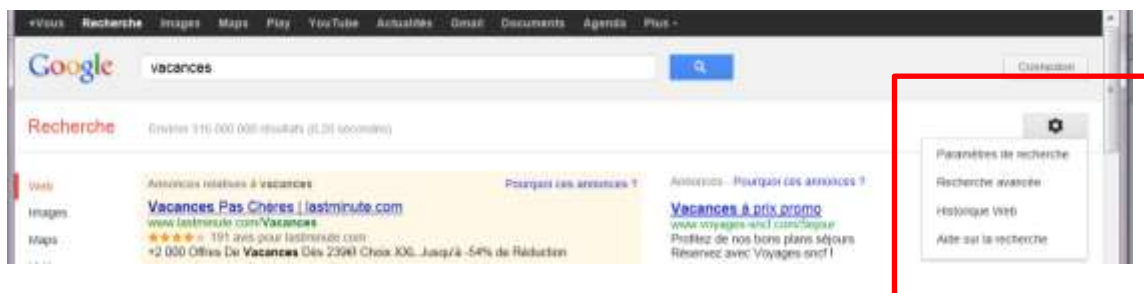 +Vous Recherche Images Maps Play YouTube Actualités Gmail Documents Agenda Plus
Google vacances Connexion
Recherche Environ 316 000 000 résultats (0,20 secondes)
Paramètres de recherche
Web Annonces relatives à vacances Pourquoi ces annonces ? Annonces - Pourquoi ces annonces ? Recherche avancée
Images Vacances Pas Chères | lastminute.com Vacances à prix promo Historique Web
www.lastminute.com/Vacances www.voyages-sncf.com/Sejour
Maps 191 avis pour lastminute.com Profitez de nos bons plans séjours Aide sur la recherche
+2 000 Offres De Vacances Dès 239€! Choix XXL. Jusqu'à -54% de Réduction Réservez avec Voyages-sncf !